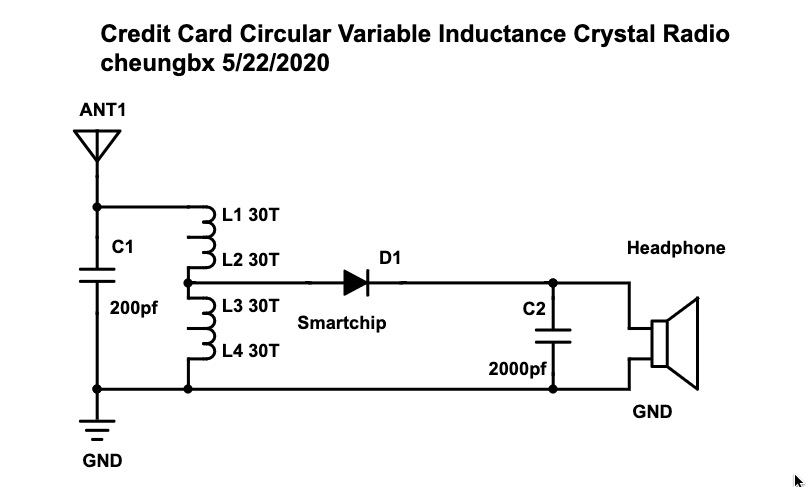 Credit Card Circular Variable Inductance Crystal Radio
cheungbx 5/22/2020
ANT1
L1 30T
C1
L2 30T
D1
Headphone
200pf
L3 30T
Smartchip
C2
L4 30T
2000pf
GND
GND